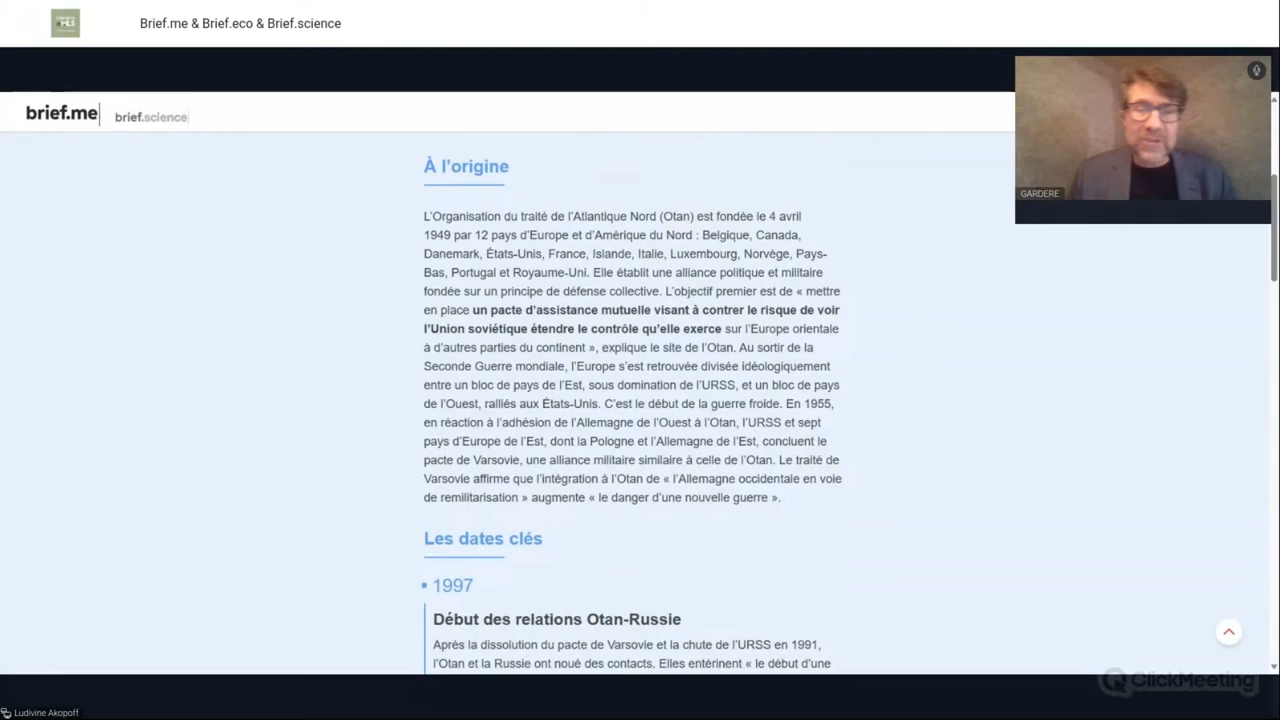 Brief.me & Brief.eco & Brief.science
brief.me
brief.science
GARDERE
À l'origine
L'Organisation du traité de l'Atlantique Nord (Otan) est fondée le 4 avril
1949 par 12 pays d'Europe et d'Amérique du Nord : Belgique, Canada,
Danemark, États-Unis, France, Islande, Italie, Luxembourg, Norvège, Pays-
Bas, Portugal et Royaume-Uni. Elle établit une alliance politique et militaire
fondée sur un principe de défense collective. L'objectif premier est de « mettre
en place un pacte d'assistance mutuelle visant à contrer le risque de voir
l'Union soviétique étendre le contrôle qu'elle exerce sur l'Europe orientale
à d'autres parties du continent », explique le site de l'Otan. Au sortir de la
Seconde Guerre mondiale, l'Europe s'est retrouvée divisée idéologiquement
entre un bloc de pays de l'Est, sous domination de l'URSS, et un bloc de pays
de l'Ouest, ralliés aux États-Unis. C'est le début de la guerre froide. En 1955,
en réaction à l'adhésion de l'Allemagne de l'Ouest à l'Otan, l'URSS et sept
pays d'Europe de l'Est, dont la Pologne et l'Allemagne de l'Est, concluent le
pacte de Varsovie, une alliance militaire similaire à celle de l'Otan. Le traité de
Varsovie affirme que l'intégration à l'Otan de « l'Allemagne occidentale en voie
de remilitarisation » augmente « le danger d'une nouvelle guerre ».
Les dates clés
• 1997
Début des relations Otan-Russie
Après la dissolution du pacte de Varsovie et la chute de l'URSS en 1991,
l'Otan et la Russie ont noué des contacts. Elles entérinent « le début d'une
ClickMeeting
Ludivine Akopoff